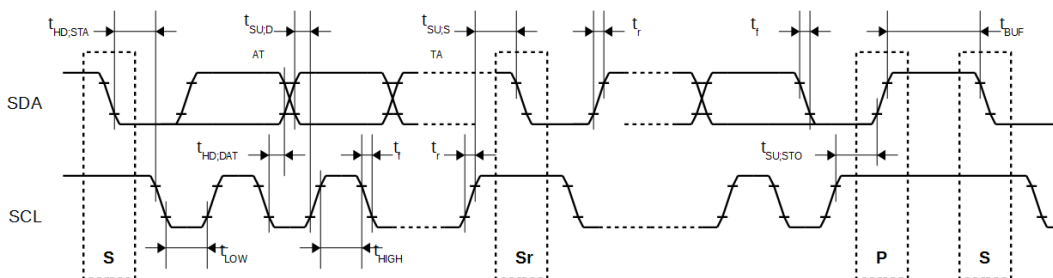 tHD;STA
tSU;D
AT
tSU;S
TA
tr
tf
tBUF
SDA
tHD;DAT
tf
tr
tSU;STO
SCL
S
tLOW
tHIGH
Sr
P
S